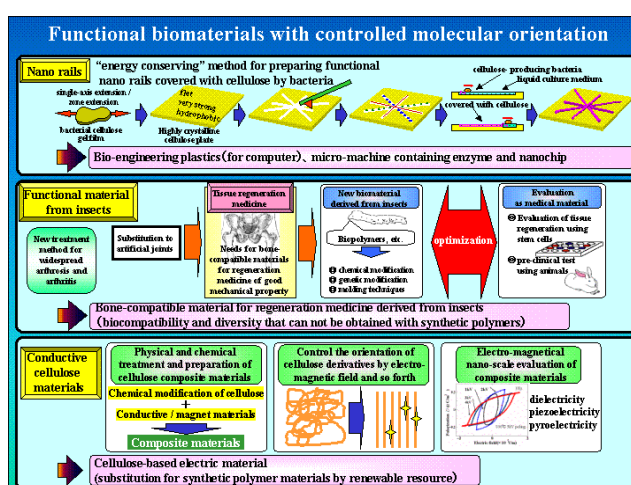 Functional biomaterials with controlled molecular orientation
Nano rails
“energy conserving” method for preparing functional
nano rails covered with cellulose by bacteria
single-axis extension /
zone extension
bacterial cellulose
gel film
flat
very strong
hydrophobic
Highly crystalline
cellulose plate
cellulose- producing bacteria
liquid culture medium
covered with cellulose
Bio-engineering plastics(for computer)、micro-machine containing enzyme and nanochip
Functional material
from insects
New treatment
method for
widespread
arthrosis and
arthritis
Substitution to
artificial joints
Tissue regeneration
medicine
Needs for bone-
compatible materials
for regeneration
medicine of good
mechanical property
New biomaterial
derived from insects
Biopolymers, etc.
chemical modification
genetic modification
molding techniques
optimization
Evaluation
as medical material
Evaluation of tissue
regeneration using
stem cells
pre-clinical test
using animals
Bone-compatible material for regeneration medicine derived from insects
(biocompatibility and diversity that can not be obtained with synthetic polymers)
Conductive
cellulose
materials
Physical and chemical
treatment and preparation of
cellulose composite materials
Chemical modification of cellulose
+
Conductive / magnet materials
Composite materials
Control the orientation of
cellulose derivatives by electro-
magnetic field and so forth
Electro-magnetical
nano-scale evaluation of
composite materials
dielectricity
piezoelectricity
pyroelectricity
Cellulose-based electric material
(substitution for synthetic polymer materials by renewable resource)